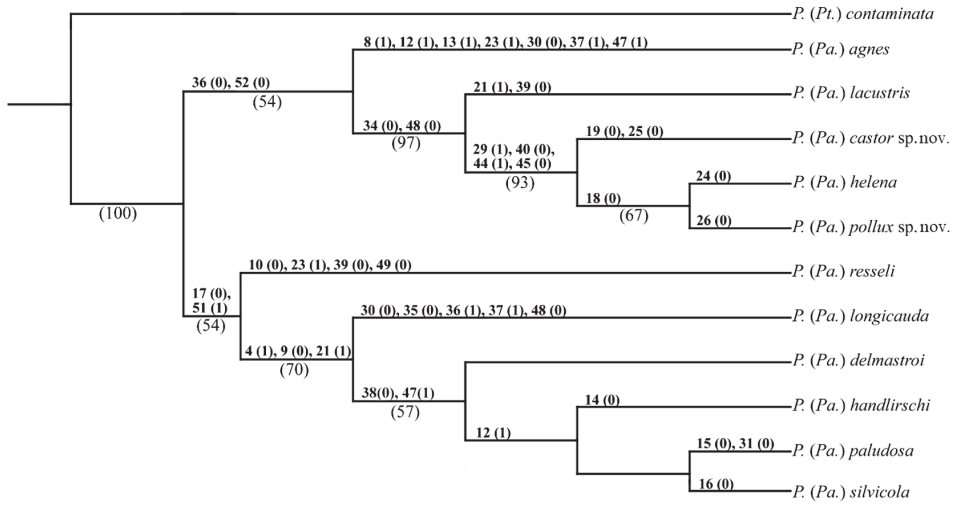 P. (Pt.) contaminata
8 (1), 12 (1), 13 (1), 23 (1), 30 (0), 37 (1), 47 (1)
P. (Pa.) agnes
36 (0), 52 (0)
(54)
21 (1), 39 (0)
P. (Pa.) lacustris
34 (0), 48 (0)
(97)
19 (0), 25 (0)
P. (Pa.) castor sp.nov.
29 (1), 40 (0),
44 (1), 45 (0)
(93)
24 (0)
P. (Pa.) helena
18 (0)
(67)
(100)
26 (0)
P. (Pa.) pollux sp.nov.
10 (0), 23 (1), 39 (0), 49 (0)
P. (Pa.) resseli
17 (0),
51 (1)
(54)
30 (0), 35 (0), 36 (1), 37 (1), 48 (0)
P. (Pa.) longicauda
4 (1), 9 (0), 21 (1)
(70)
P. (Pa.) delmastroi
38(0), 47(1)
(57)
14 (0)
P. (Pa.) handlirschi
12 (1)
15 (0), 31 (0)
P. (Pa.) paludosa
16 (0)
P. (Pa.) silvicola